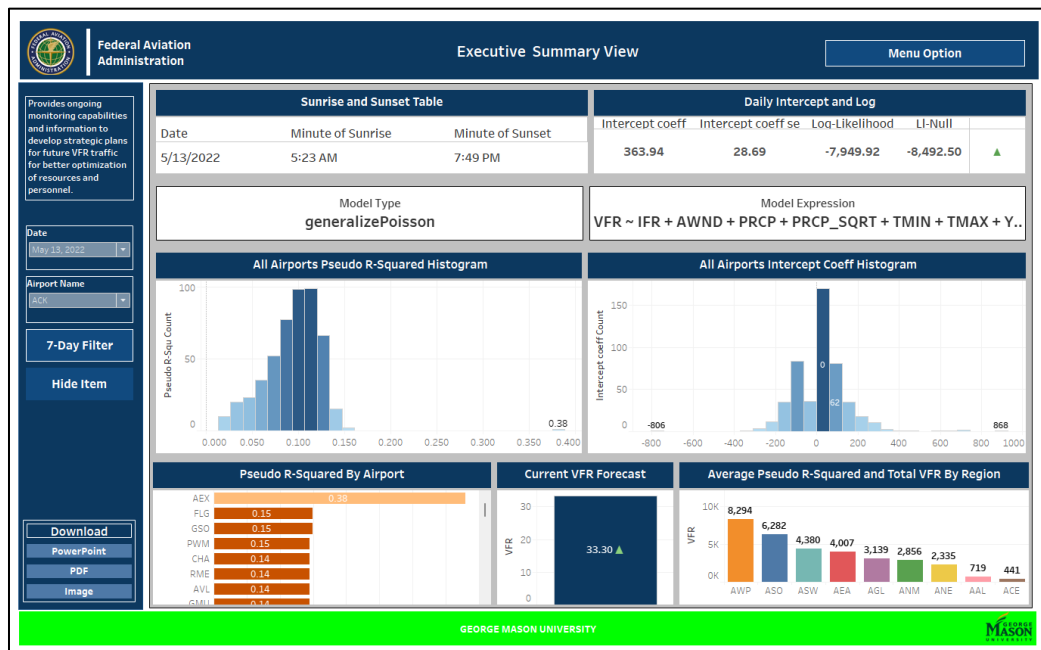 Federal Aviation
Administration
Executive Summary View
Menu Option
Provides ongoing
monitoring capabilities
and information to
develop strategic plans
for future VFR traffic
for better optimization
of resources and
personnel.
Date
May 13, 2022
Airport Name
ACK
7-Day Filter
Hide Item
Download
PowerPoint
PDF
Image
Sunrise and Sunset Table
Date Minute of Sunrise Minute of Sunset
5/13/2022 5:23 AM 7:49 PM
Daily Intercept and Log
Intercept coeff Intercept coeff se Log-Likelihood Ll-Null
363.94 28.69 -7,949.92 -8,492.50 ▲
Model Type
generalizePoisson
Model Expression
VFR ~ IFR + AWND + PRCP + PRCP_SQRT + TMIN + TMAX + Y..
All Airports Pseudo R-Squared Histogram
Pseudo R-Squ Count
100
50
0
0.38
0.000 0.050 0.100 0.150 0.200 0.250 0.300 0.350 0.400
All Airports Intercept Coeff Histogram
Intercept coeff Count
150
100
50
0
0
62
-806
868
-800 -600 -400 -200 0 200 400 600 800 1000
Pseudo R-Squared By Airport
AEX 0.38
FLG 0.15
GSO 0.15
PWM 0.15
CHA 0.14
RME 0.14
AVL 0.14
GMU 0.14
Current VFR Forecast
VFR
30
20
10
0
33.30 ▲
Average Pseudo R-Squared and Total VFR By Region
VFR
10K
5K
0K
8,294 6,282 4,380 4,007 3,139 2,856 2,335 719 441
AWP ASO ASW AEA AGL ANM ANE AAL ACE
GEORGE MASON UNIVERSITY
GEORGE
MASON
UNIVERSITY